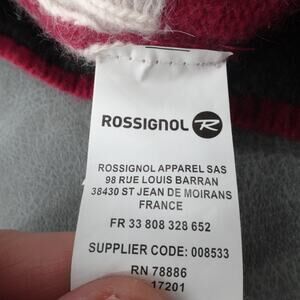 ROSSIGNOL
ROSSIGNOL APPAREL SAS
98 RUE LOUIS BARRAN
38430 ST JEAN DE MOIRANS
FRANCE
FR 33 808 328 652
SUPPLIER CODE: 008533
RN 78886
17201